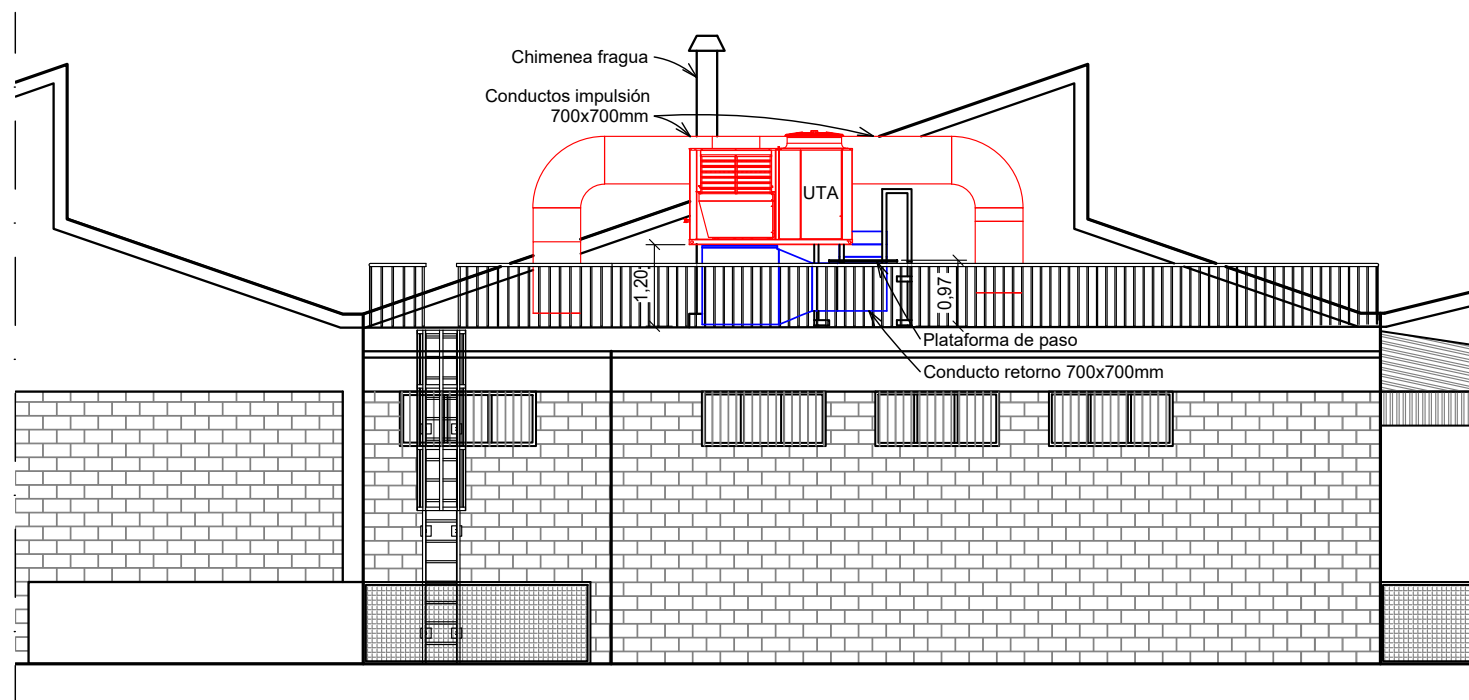 Chimenea fragua
Conductos impulsión
700x700mm
UTA
1,20
0,97
Plataforma de paso
Conducto retorno 700x700mm